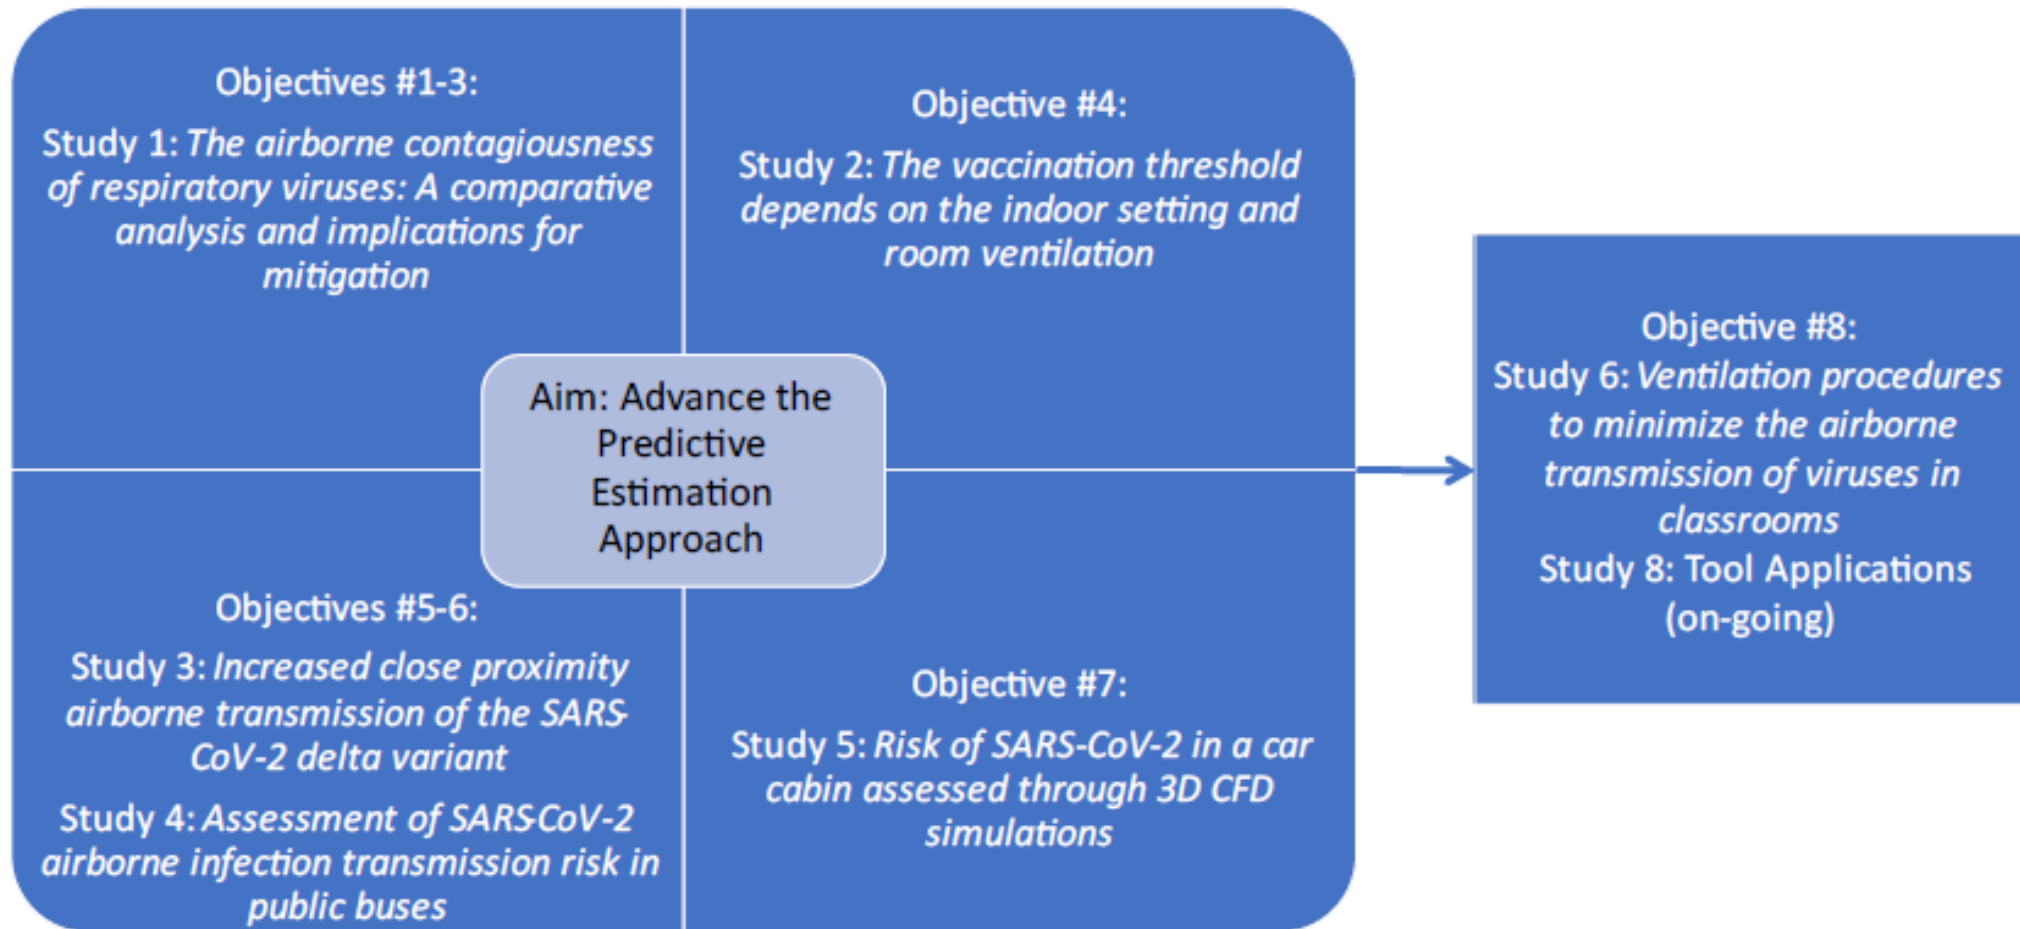 Objectives #1-3:
Study 1: The airborne contagiousness
of respiratory viruses: A comparative
analysis and implications for
mitigation
Objective #4:
Study 2: The vaccination threshold
depends on the indoor setting and
room ventilation
Aim: Advance the
Predictive
Estimation
Approach
Objectives #5-6:
Study 3: Increased close proximity
airborne transmission of the SARS-
CoV-2 delta variant
Study 4: Assessment of SARS-CoV-2
airborne infection transmission risk in
public buses
Objective #7:
Study 5: Risk of SARS-CoV-2 in a car
cabin assessed through 3D CFD
simulations
Objective #8:
Study 6: Ventilation procedures
to minimize the airborne
transmission of viruses in
classrooms
Study 8: Tool Applications
(on-going)